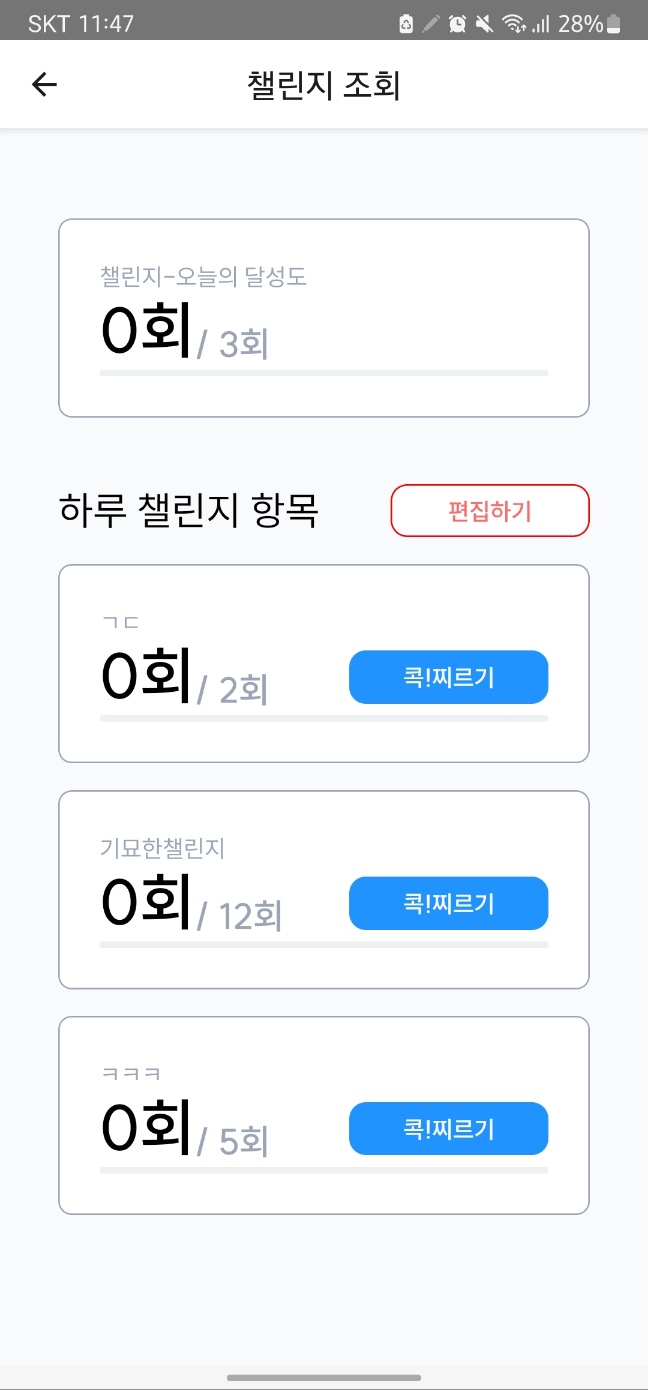 SKT 11:47 28%
챌린지 조회
챌린지-오늘의 달성도
0회/ 3회
하루 챌린지 항목 편집하기
ㄱㄷ
0회/ 2회 콕!찌르기
기묘한챌린지
0회/ 12회 콕!찌르기
ㅋㅋㅋ
0회/ 5회 콕!찌르기